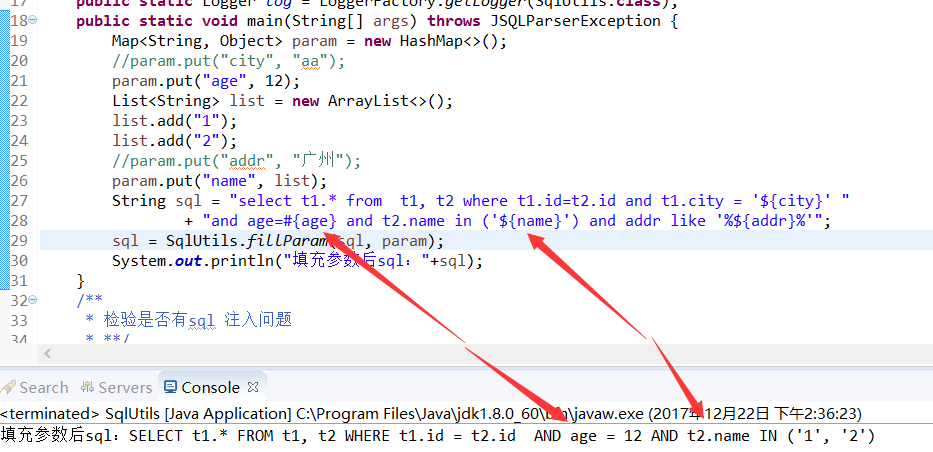 17 public static Logger log = LoggerFactory.getLogger(SqlUtils.class);
18 public static void main(String[] args) throws JSQLParserException {
19 Map<String, Object> param = new HashMap<>();
20 //param.put("city", "aa");
21 param.put("age", 12);
22 List<String> list = new ArrayList<>();
23 list.add("1");
24 list.add("2");
25 //param.put("addr", "广州");
26 param.put("name", list);
27 String sql = "select t1.* from  t1, t2 where t1.id=t2.id and t1.city = '${city}' "
28 + "and age=#{age} and t2.name in ('${name}') and addr like '%${addr}%'";
29 sql = SqlUtils.fillParam(sql, param);
30 System.out.println("填充参数后sql: "+sql);
31 }
32 /**
33 * 检验是否有sql 注入问题
34 * **/
Search Servers Console
<terminated> SqlUtils [Java Application] C:\Program Files\Java\jdk1.8.0_60\bin\javaw.exe (2017年12月22日 下午2:36:23)
填充参数后sql: SELECT t1.* FROM t1, t2 WHERE t1.id = t2.id  AND age = 12 AND t2.name IN ('1', '2')